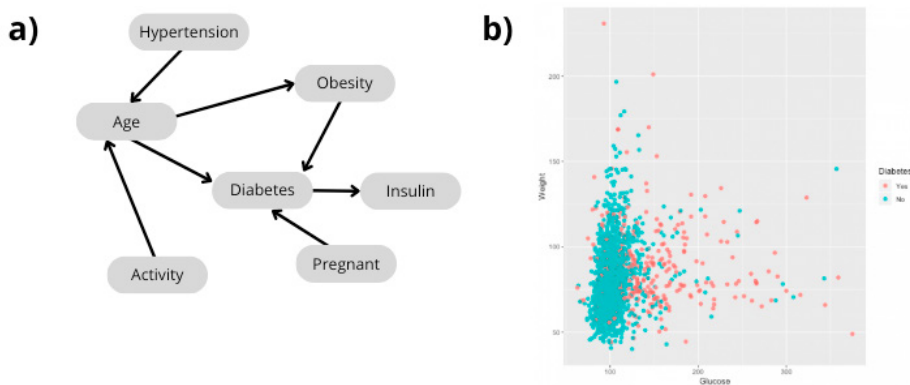 a)
Hypertension
Obesity
Age
Diabetes
Insulin
Activity
Pregnant
b)
200
150
100
50
Weight
100
200
300
Glucose
Diabetes
Yes
No